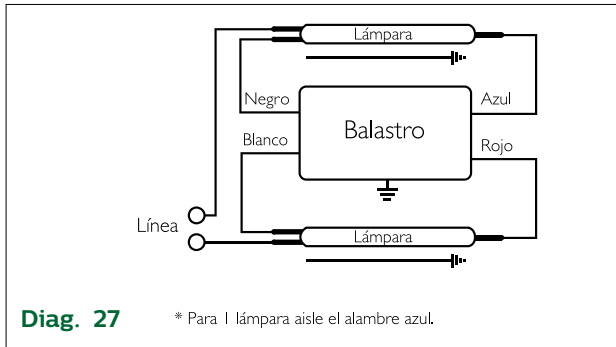 Lámpara
Negro
Azul
Balastro
Blanco
Rojo
Línea
Lámpara
Diag. 27
* Para 1 lámpara aisle el alambre azul.